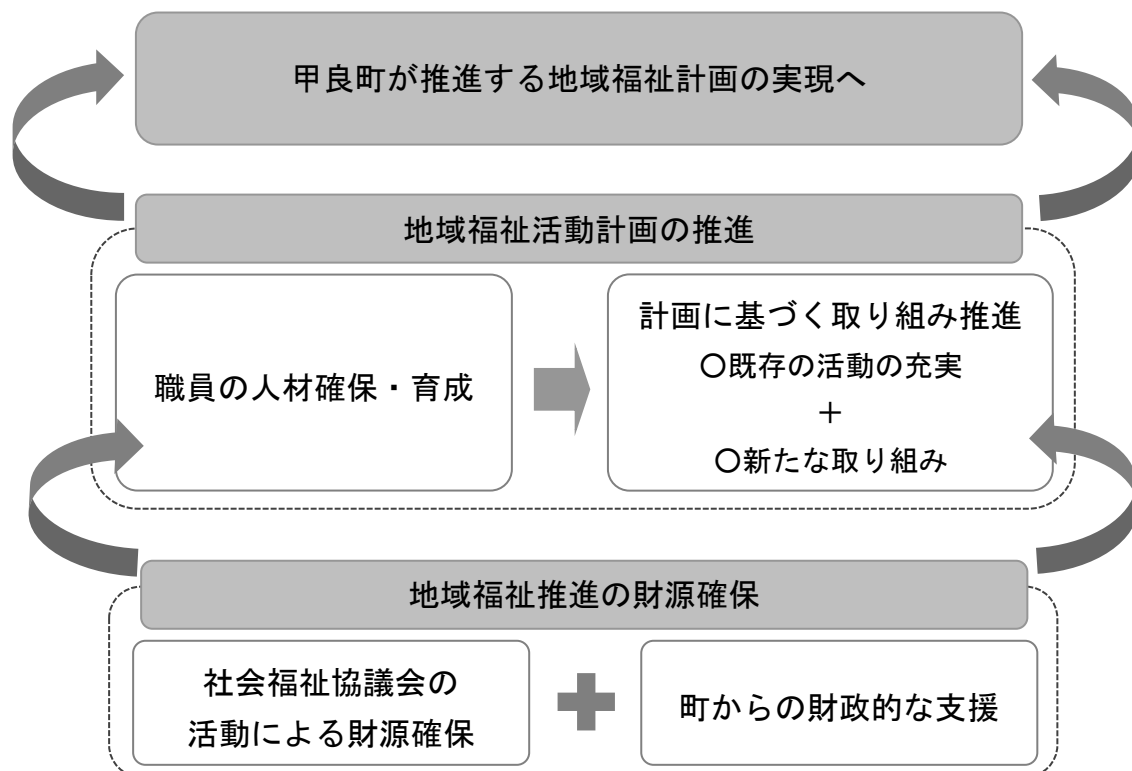 甲良町が推進する地域福祉計画の実現へ
地域福祉活動計画の推進
職員の人材確保・育成
計画に基づく取り組み推進
〇既存の活動の充実
＋
〇新たな取り組み
地域福祉推進の財源確保
社会福祉協議会の
活動による財源確保
町からの財政的な支援